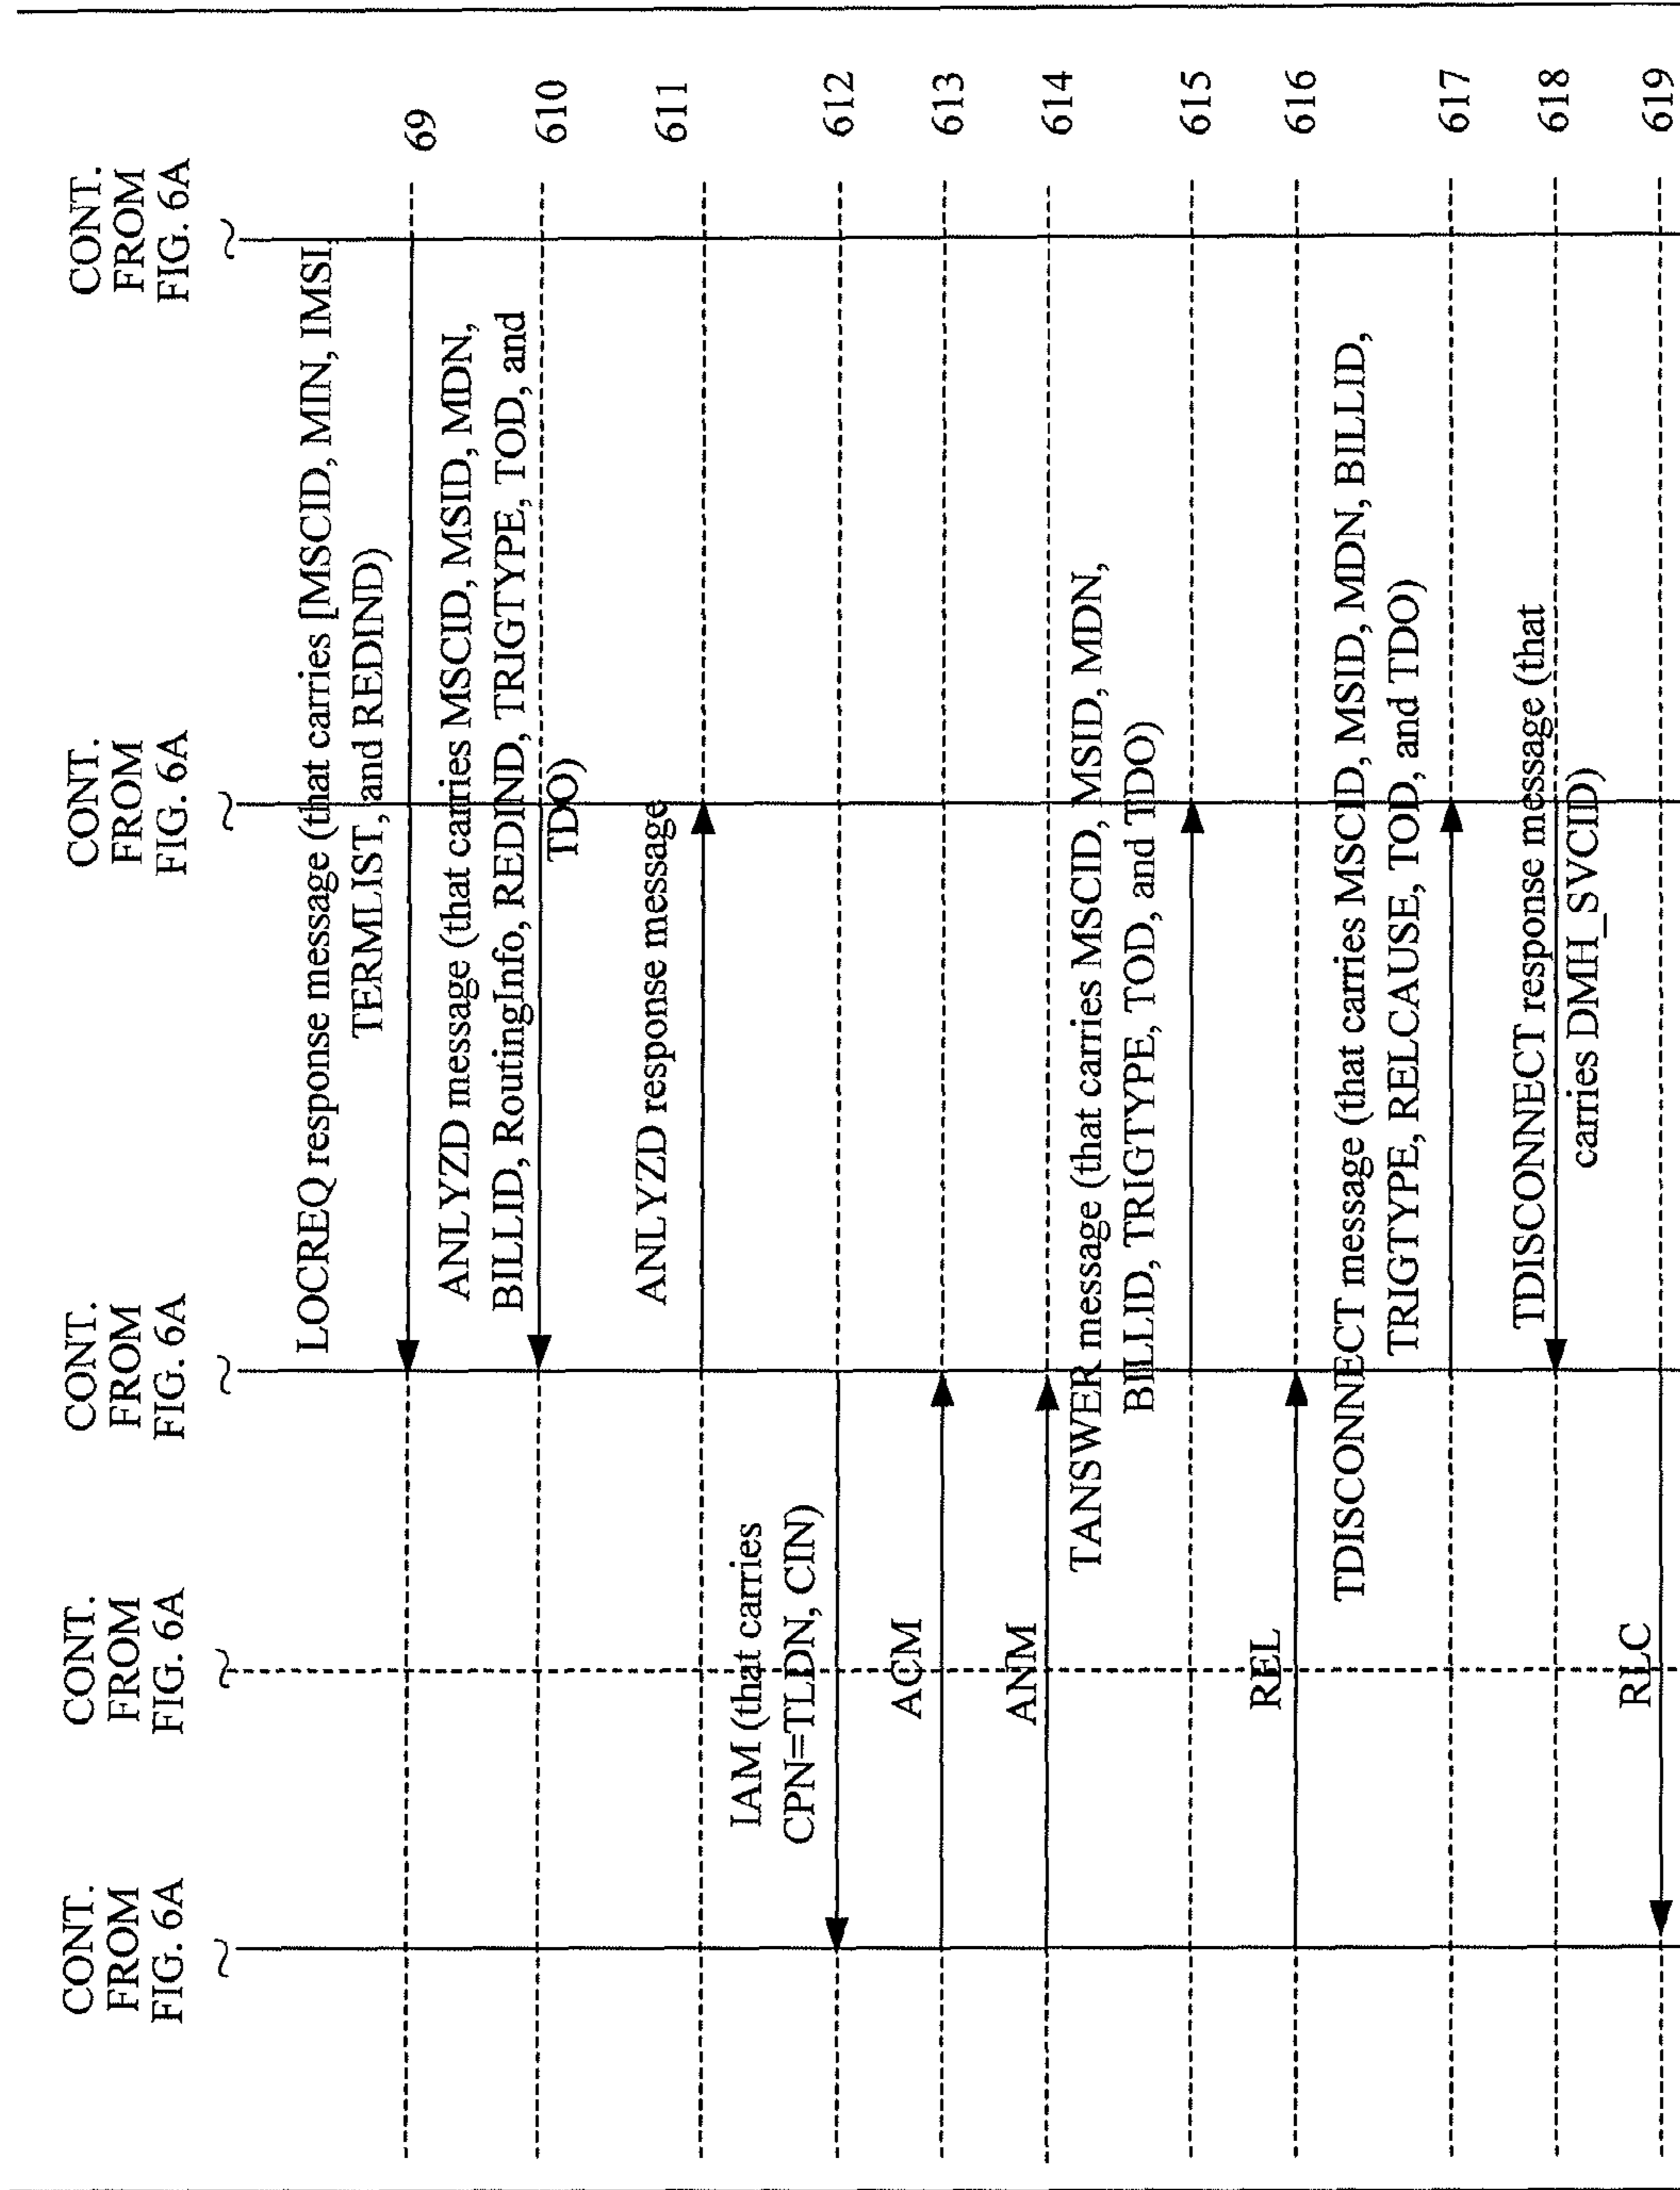 CONT.
FROM
FIG. 6A
CONT.
FROM
FIG. 6A
CONT.
FROM
FIG. 6A
CONT.
FROM
FIG. 6A
CONT.
FROM
FIG. 6A
LOCREQ response message (that carries [MSCID, MIN, IMSI,
TERMLIST, and REDIND)
69
ANLYZD message (that carries MSCID, MSID, MDN,
BILLID, RoutingInfo, REDIND, TRIGTYPE, TOD, and
TDO)
610
ANLYZD response message
611
IAM (that carries
CPN=TLDN, CIN)
612
ACM
613
ANM
614
TANSWER message (that carries MSCID, MSID, MDN,
BILLID, TRIGTYPE, TOD, and TDO)
615
REL
616
TDISCONNECT message (that carries MSCID, MSID, MDN, BILLID,
TRIGTYPE, RELCAUSE, TOD, and TDO)
617
TDISCONNECT response message (that
carries DMH_SVCID)
618
RLC
619